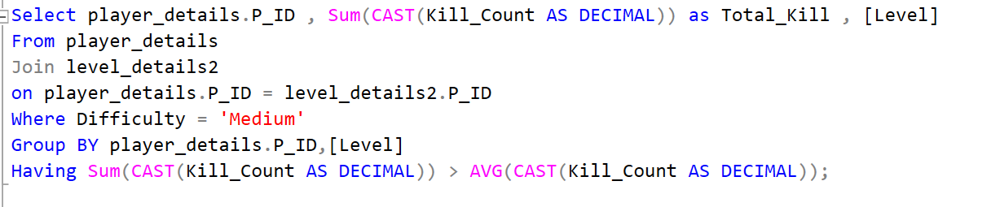 Select player_details.P_ID , Sum(CAST(Kill_Count AS DECIMAL)) as Total_Kill , [Level]
From player_details
Join level_details2
on player_details.P_ID = level_details2.P_ID
Where Difficulty = 'Medium'
Group BY player_details.P_ID,[Level]
Having Sum(CAST(Kill_Count AS DECIMAL)) > AVG(CAST(Kill_Count AS DECIMAL));